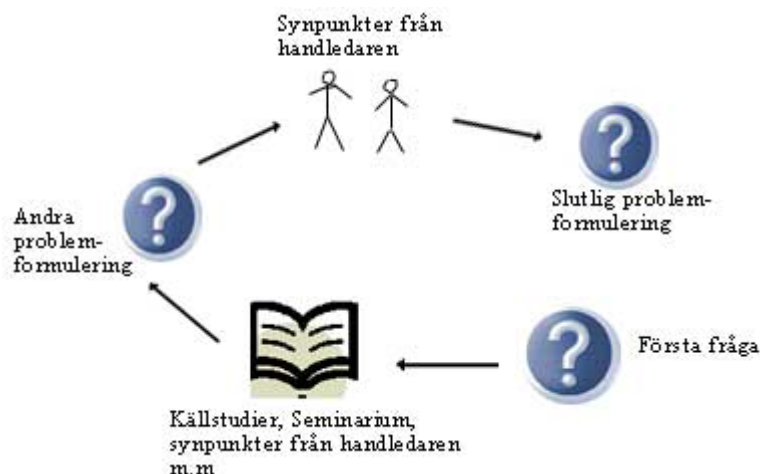 Synpunkter från
handledaren
Slutlig problem-
formulering
Andra
problem-
formulering
Första fråga
Källstudier, Seminarium,
synpunkter från handledaren
m.m